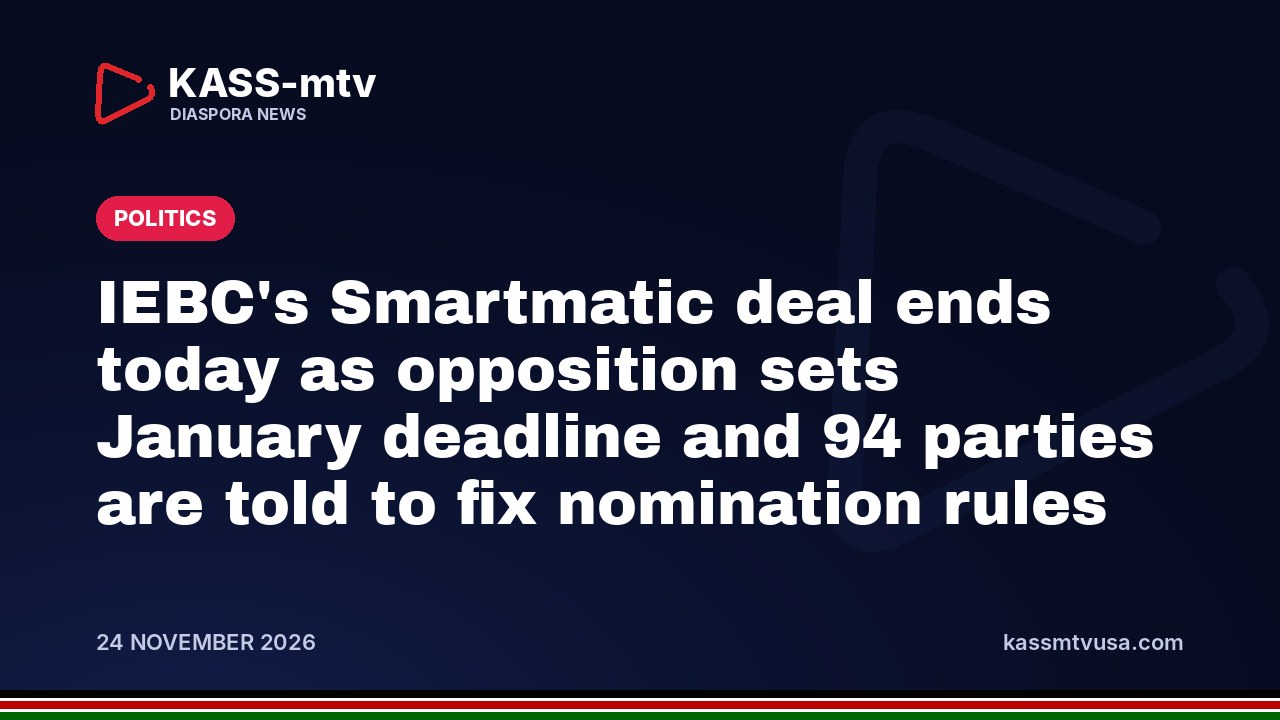 KASS-mtv
DIASPORA NEWS
POLITICS
IEBC's Smartmatic deal ends
today as opposition sets
January deadline and 94 parties
are told to fix nomination rules
24 NOVEMBER 2026
kassmtvusa.com